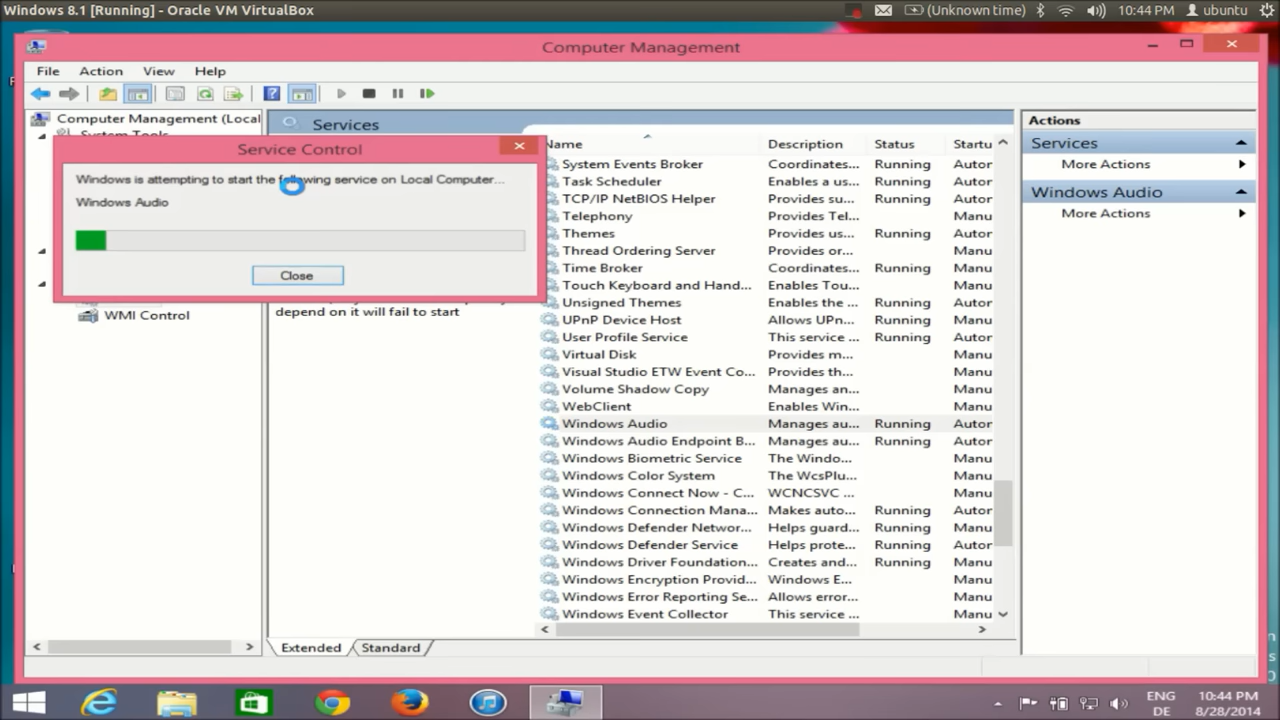 Windows 8.1 [Running] - Oracle VM VirtualBox
(Unknown time)
10:44 PM
ubuntu
Computer Management
File Action View Help
Computer Management (Local
System Tools
WMI Control
Services
Service Control
Windows is attempting to start the following service on Local Computer...
Windows Audio
Close
depend on it will fail to start
Name Description Status Startu
System Events Broker Coordinates... Running Autor
Task Scheduler Enables a us... Running Autor
TCP/IP NetBIOS Helper Provides su... Running Autor
Telephony Provides Tel... Manu
Themes Provides us... Running Autor
Thread Ordering Server Provides or... Manu
Time Broker Coordinates... Running Manu
Touch Keyboard and Hand... Enables Tou... Manu
Unsigned Themes Enables the ... Running Autor
UPnP Device Host Allows UPn... Running Manu
User Profile Service This service ... Running Autor
Virtual Disk Provides m... Manu
Visual Studio ETW Event Co... Provides th... Manu
Volume Shadow Copy Manages an... Manu
WebClient Enables Win... Manu
Windows Audio Manages au... Running Autor
Windows Audio Endpoint B... Manages au... Running Autor
Windows Biometric Service The Windo... Manu
Windows Color System The WcsPlu... Manu
Windows Connect Now - C... WCNCSVC ... Manu
Windows Connection Mana... Makes auto... Running Autor
Windows Defender Networ... Helps guard... Running Manu
Windows Defender Service Helps prote... Running Autor
Windows Driver Foundation... Creates and... Running Manu
Windows Encryption Provid... Windows E... Manu
Windows Error Reporting Se... Allows error... Manu
Windows Event Collector This service ... Manu
Extended Standard
Actions
Services
More Actions
Windows Audio
More Actions
ENG
DE
10:44 PM
8/28/2014